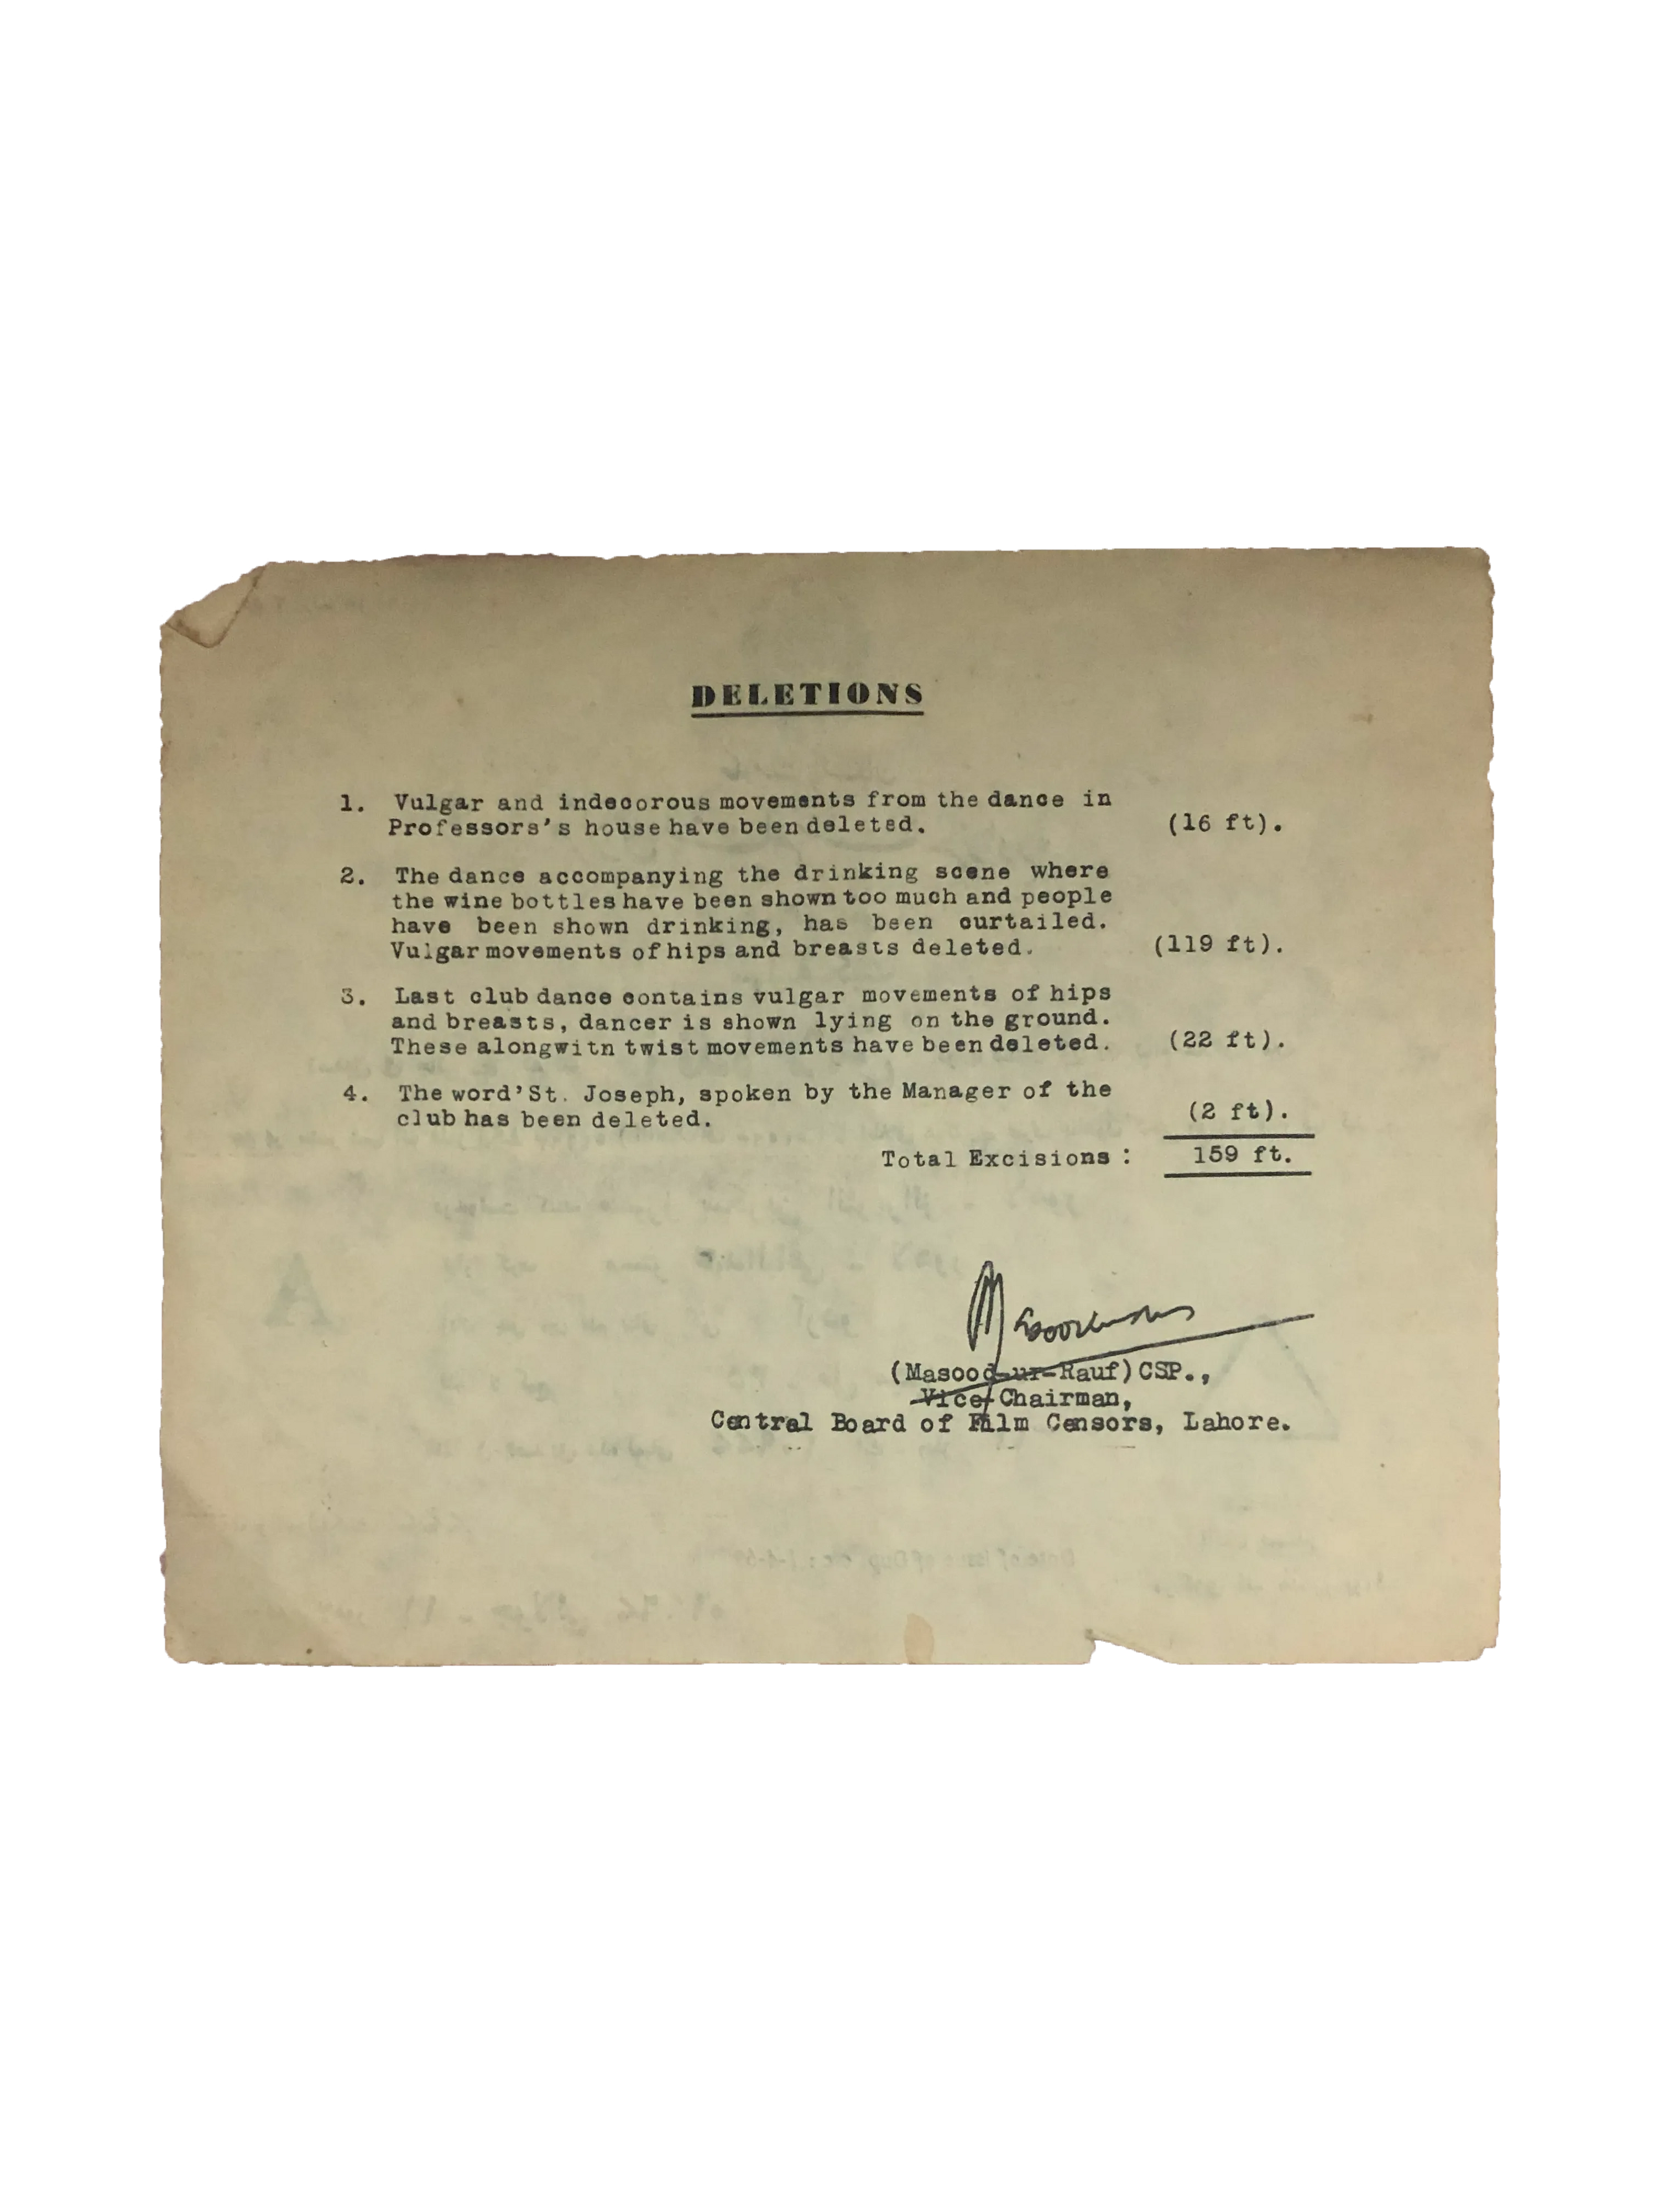 DELETIONS
1. Vulgar and indecorous movements from the dance in
Professors's house have been deleted. (16 ft).
2. The dance accompanying the drinking scene where
the wine bottles have been shown too much and people
have been shown drinking, has been curtailed.
Vulgar movements of hips and breasts deleted. (119 ft).
3. Last club dance contains vulgar movements of hips
and breasts, dancer is shown lying on the ground.
These alongwitn twist movements have been deleted. (22 ft).
4. The word'St. Joseph, spoken by the Manager of the
club has been deleted. (2 ft).
Total Excisions: 159 ft.
(Masood-ur-Rauf) CSP.,
Vice Chairman,
Central Board of Film Censors, Lahore.